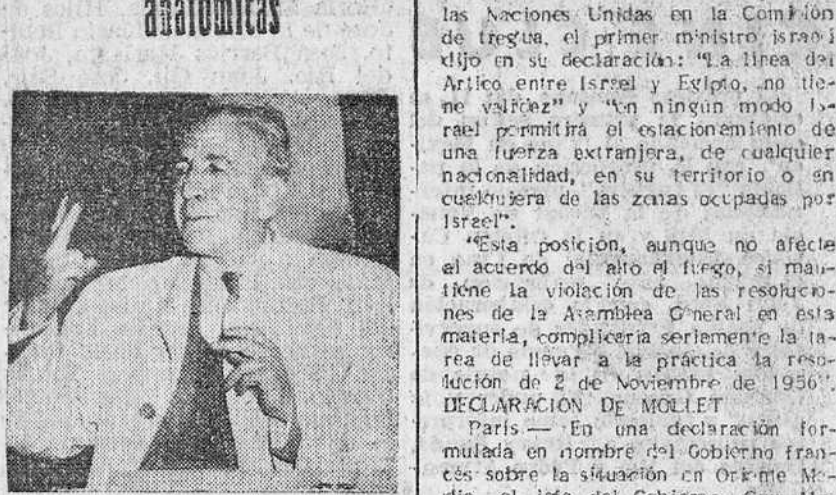 anatómicas
las Naciones Unidas en la Comisión
de tregua, el primer ministro israelí
dijo en su declaración: "La línea del
Artico entre Israel y Egipto, no tie-
ne validez" y "en ningún modo Is-
rael permitirá el estacionamiento de
una fuerza extranjera, de cualquier
nacionalidad, en su territorio o en
cualquiera de las zonas ocupadas por
Israel".
"Esta posición, aunque no afecte
al acuerdo del alto el fuego, si man-
tiene la violación de las resolucio-
nes de la Asamblea General en esta
materia, complicaría seriamente la ta-
rea de llevar a la práctica la reso-
lución de 2 de Noviembre de 1956".
DECLARACION DE MOLLET
París.— En una declaración for-
mulada en nombre del Gobierno fran-
cés sobre la situación en Oriente Me-